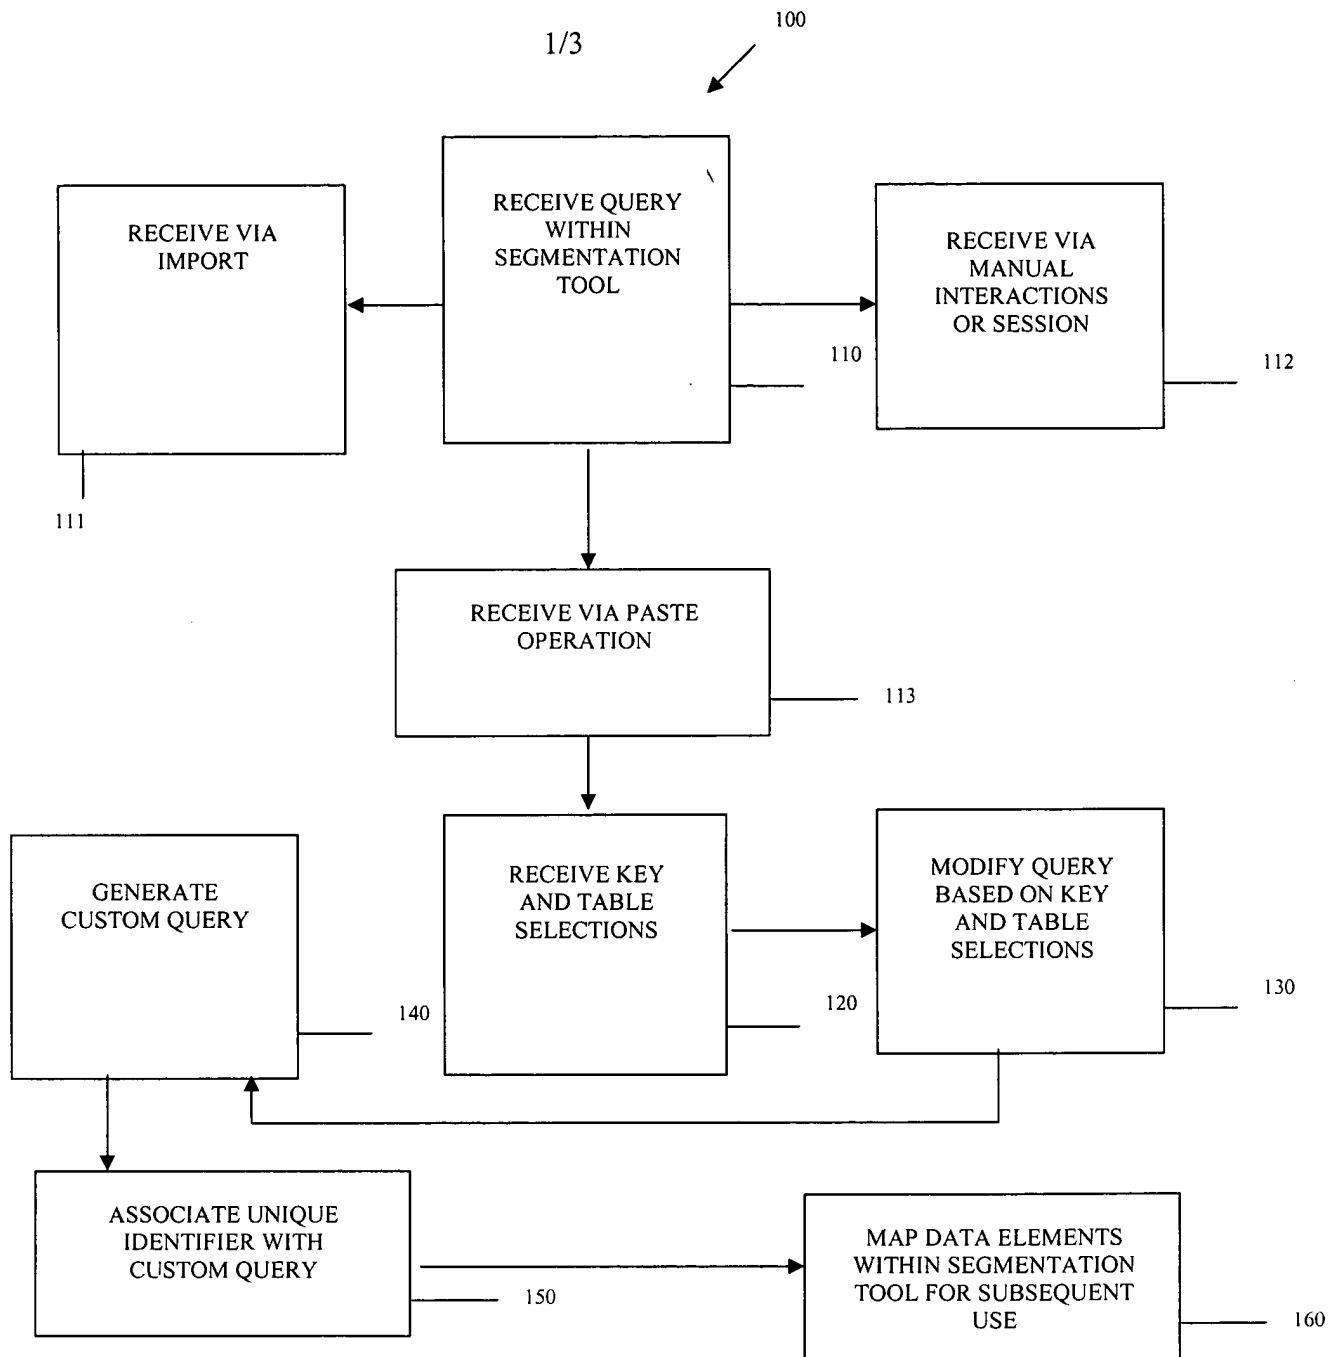 1/3
100
RECEIVE VIA
IMPORT
111
RECEIVE QUERY
WITHIN
SEGMENTATION
TOOL
110
RECEIVE VIA
MANUAL
INTERACTIONS
OR SESSION
112
RECEIVE VIA PASTE
OPERATION
113
GENERATE
CUSTOM QUERY
140
RECEIVE KEY
AND TABLE
SELECTIONS
120
MODIFY QUERY
BASED ON KEY
AND TABLE
SELECTIONS
130
ASSOCIATE UNIQUE
IDENTIFIER WITH
CUSTOM QUERY
150
MAP DATA ELEMENTS
WITHIN SEGMENTATION
TOOL FOR SUBSEQUENT
USE
160